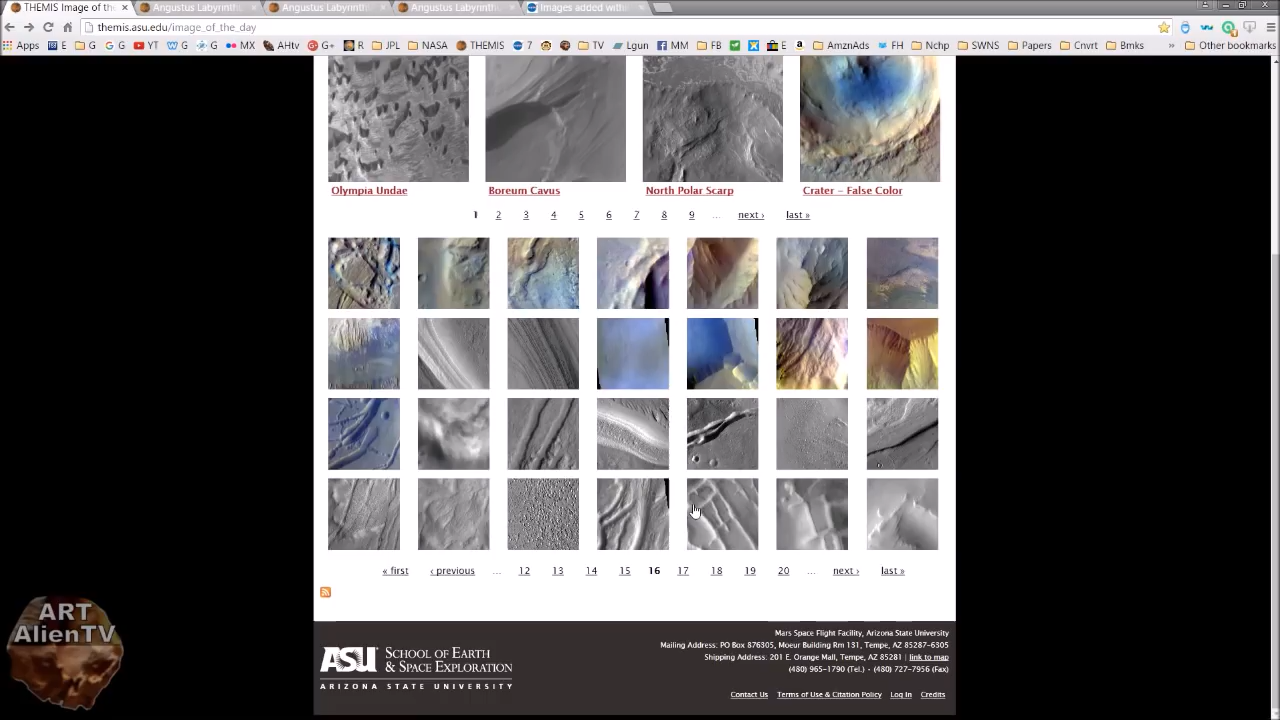 THEMIS Image of the
Angustus Labyrinth
Angustus Labyrinth
Angustus Labyrinth
Images added within
themis.asu.edu/image_of_the_day
Apps E G G YT G G MX AHtv G+ R JPL NASA THEMIS 7 TV Lgun MM FB E AmznAds FH Nchp SWNS Papers Cnvrt Bmks » Other bookmarks
Olympia Undae Boreum Cavus North Polar Scarp Crater - False Color
1 2 3 4 5 6 7 8 9 … next › last »
« first ‹ previous … 12 13 14 15 16 17 18 19 20 … next › last »
ART
AlienTV
ASU SCHOOL OF EARTH
& SPACE EXPLORATION
ARIZONA STATE UNIVERSITY
Mars Space Flight Facility, Arizona State University
Mailing Address: PO Box 876305, Moeur Building Rm 131, Tempe, AZ 85287-6305
Shipping Address: 201 E. Orange Mall, Tempe, AZ 85281 | link to map
(480) 965-1790 (Tel.) • (480) 727-7956 (Fax)
Contact Us Terms of Use & Citation Policy Log In Credits